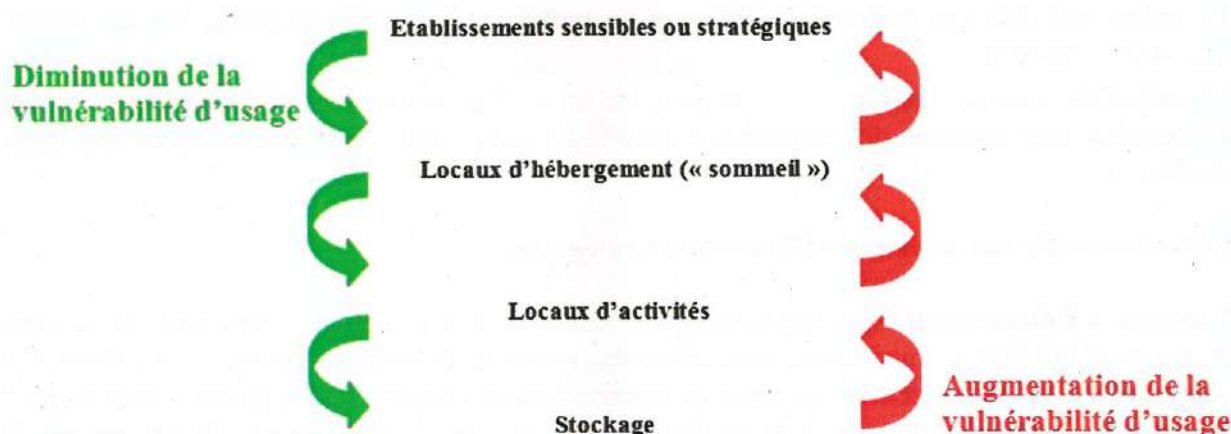 Etablissements sensibles ou stratégiques
Diminution de la
vulnérabilité d'usage
Locaux d'hébergement (« sommeil »)
Locaux d'activités
Augmentation de la
vulnérabilité d'usage
Stockage